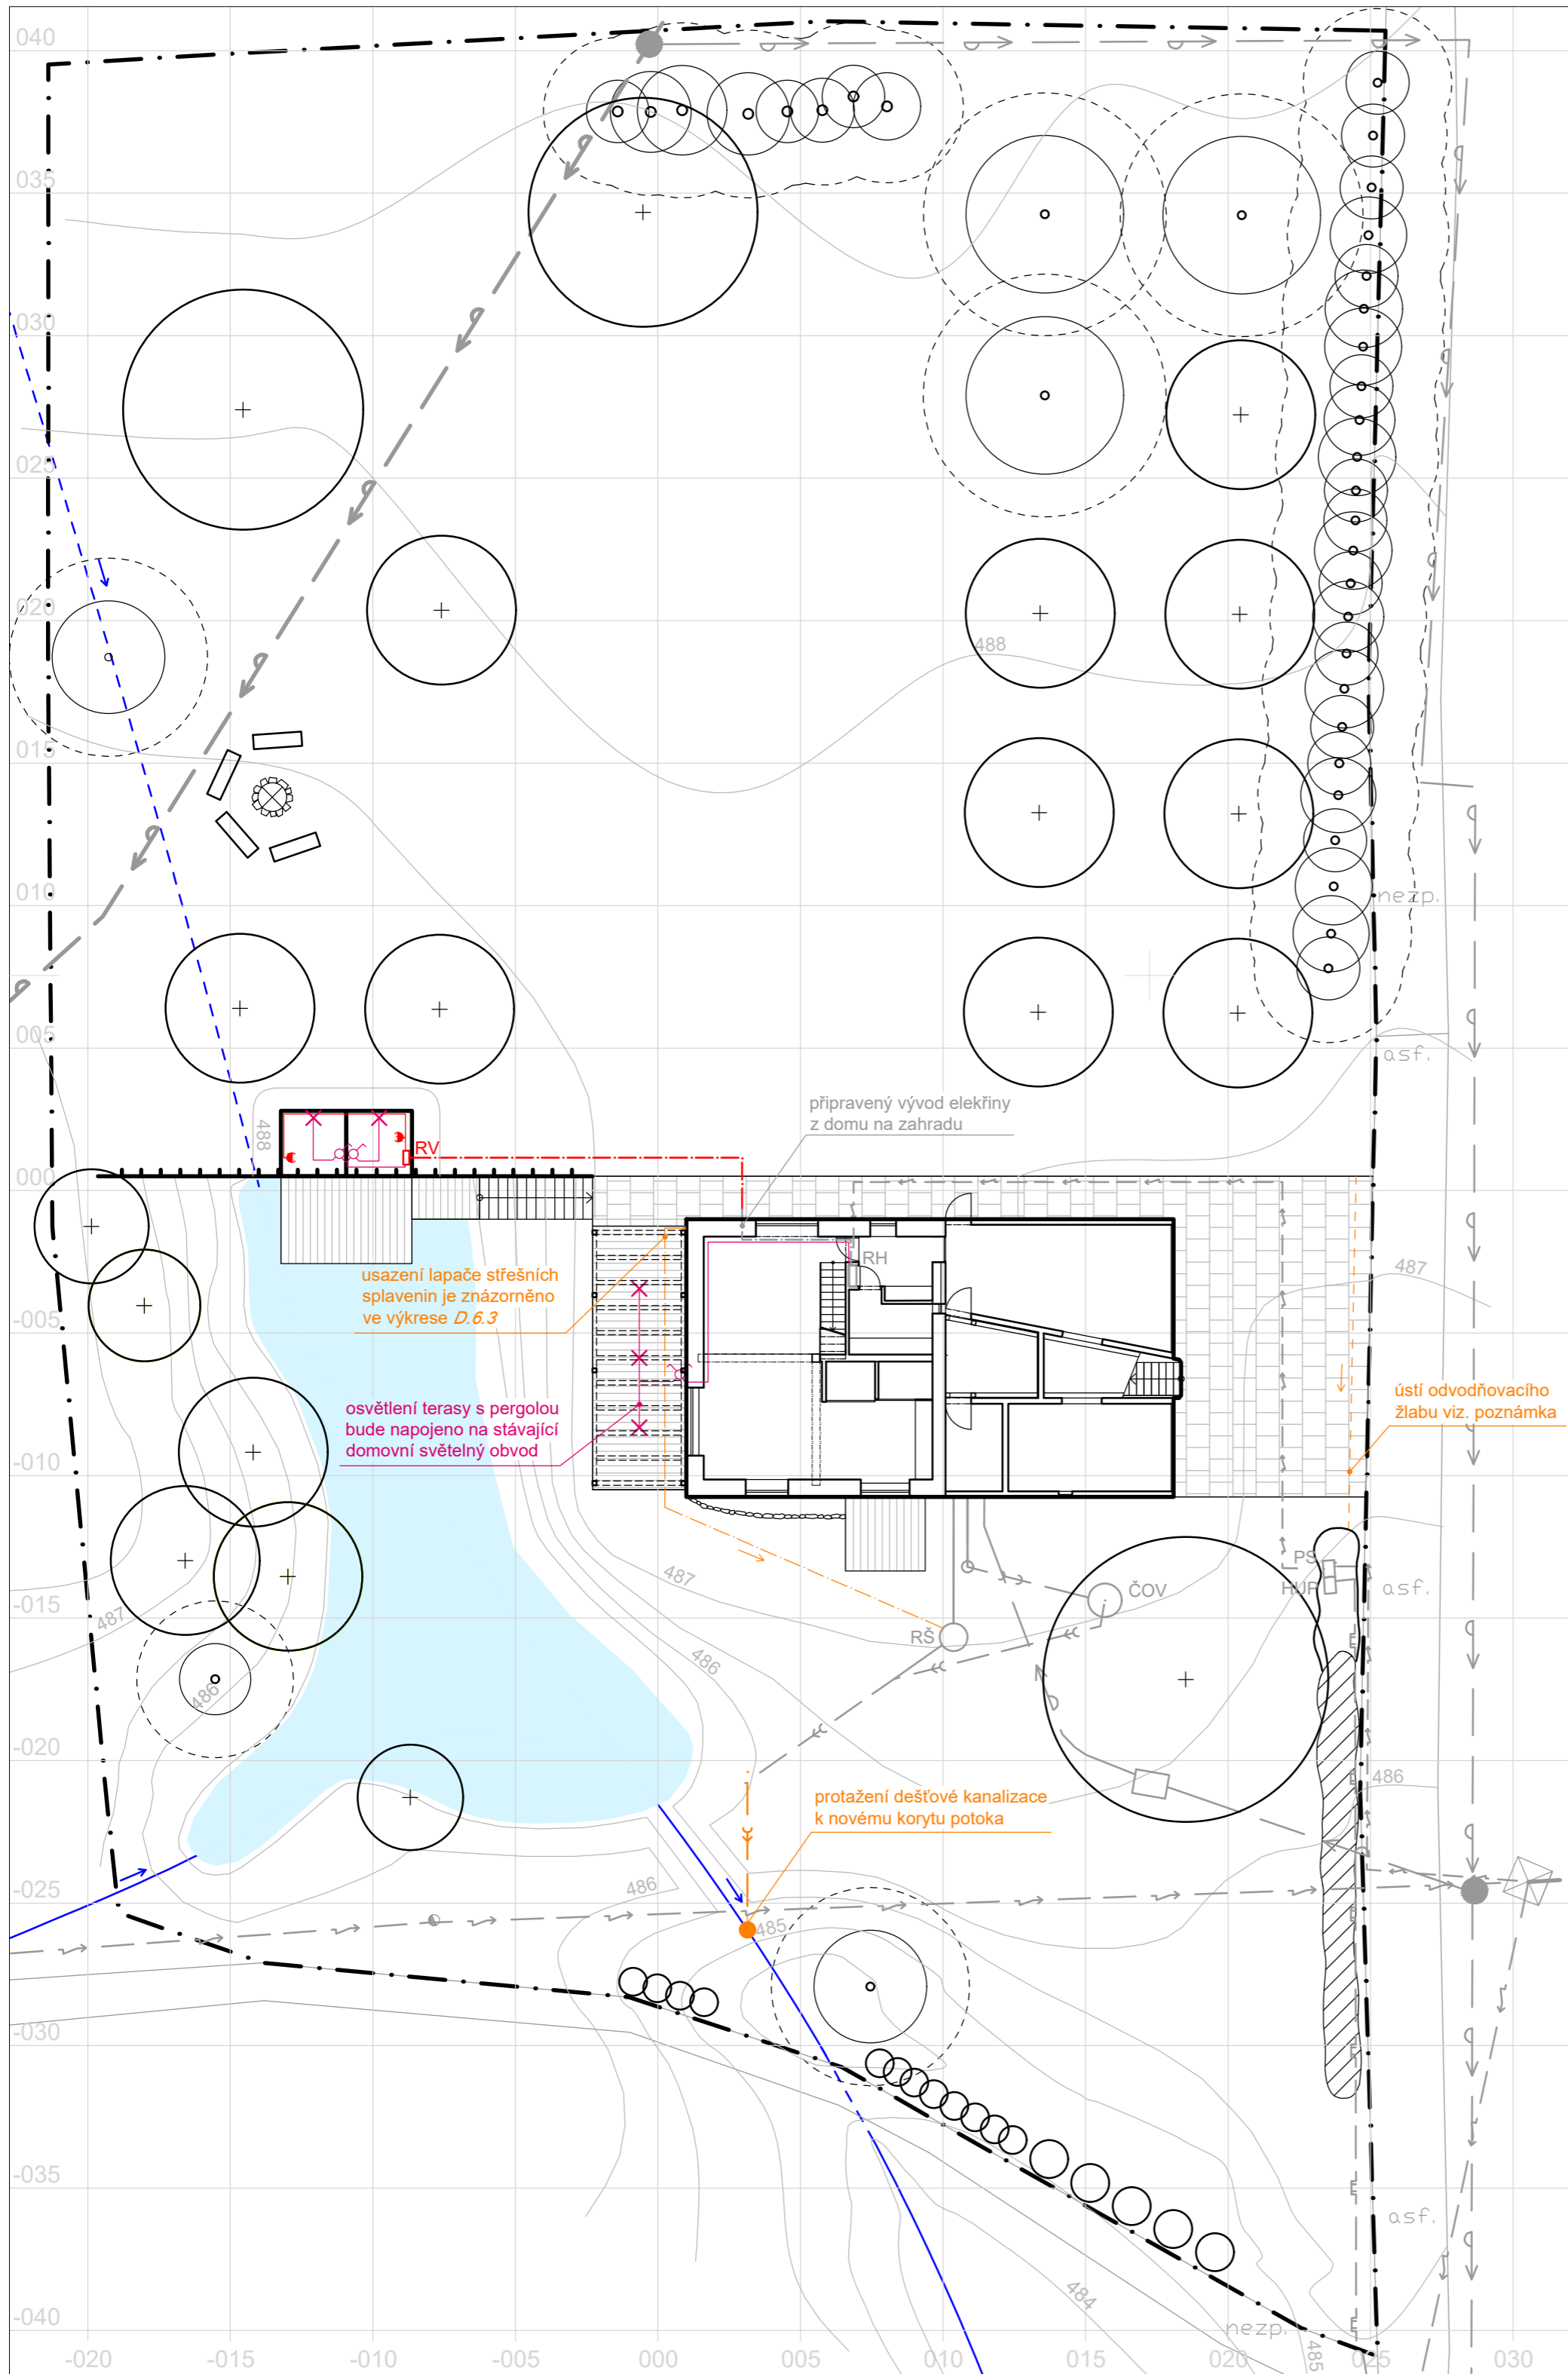 040
035
030
025
020
488
015
010
nezp.
005
asf.
připravený vývod elekřiny
z domu na zahradu
488
RV
000
RH
487
usazení lapače střešních
splavenin je znázorněno
ve výkrese D.6.3
-005
osvětlení terasy s pergolou
bude napojeno na stávající
domovní světelný obvod
ústí odvodňovacího
žlabu viz. poznámka
-010
487
PS
HUP
asf.
ČOV
-015
487
RŠ
486
486
-020
486
protažení dešťové kanalizace
k novému korytu potoka
486
-025
485
-030
-035
asf.
484
nezp.
485
-040
-020
-015
-010
-005
000
005
010
015
020
025
030